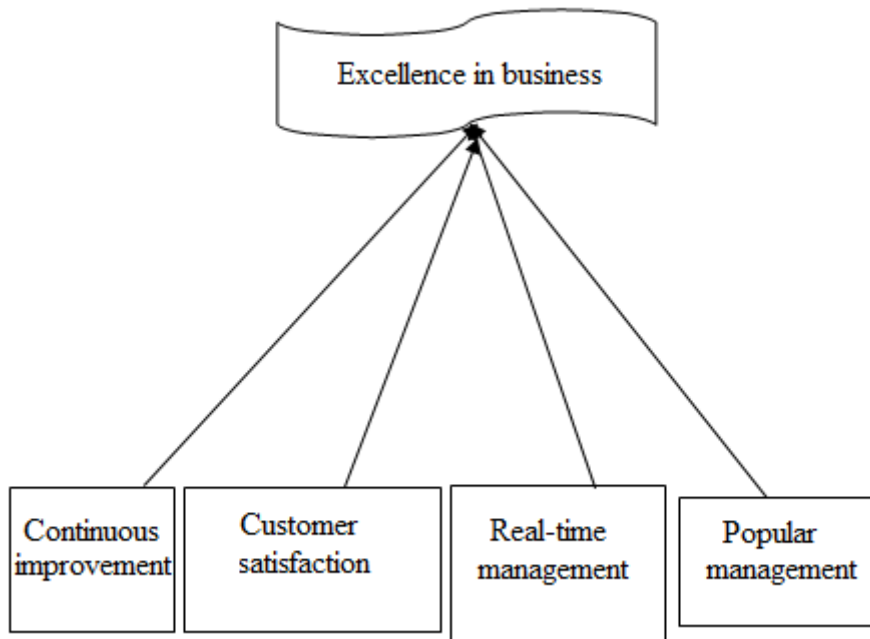 Excellence in business
Continuous
improvement
Customer
satisfaction
Real-time
management
Popular
management